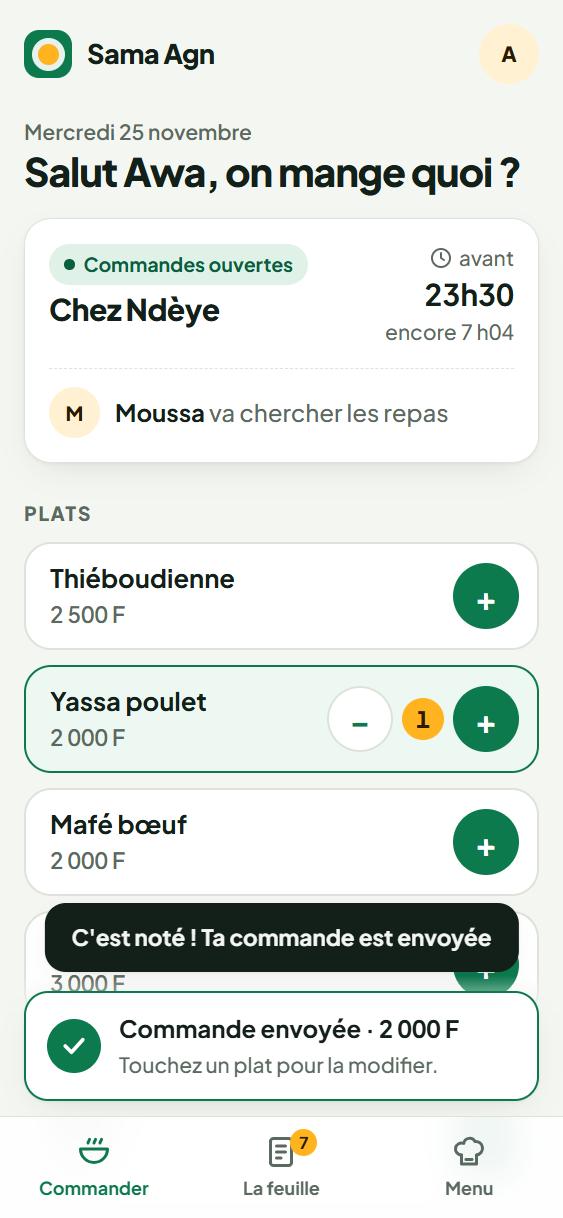 Sama Agn
A
Mercredi 25 novembre
Salut Awa, on mange quoi ?
Commandes ouvertes
avant
Chez Ndèye
23h30
encore 7 h04
M
Moussa va chercher les repas
PLATS
Thiéboudienne
2 500 F
+
Yassa poulet
2 000 F
−
1
+
Mafé bœuf
2 000 F
+
C'est noté ! Ta commande est envoyée
3 000 F
+
Commande envoyée · 2 000 F
Touchez un plat pour la modifier.
7
Commander
La feuille
Menu